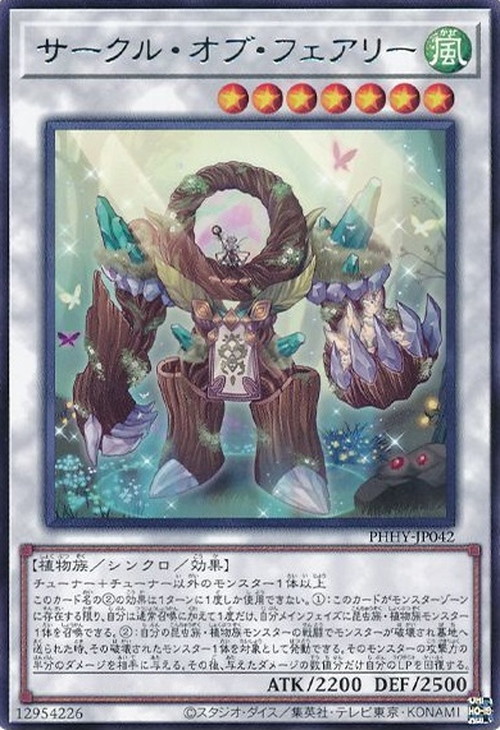 サークル・オブ・フェアリー
嵐
PHHY-JP042
【植物族／シンクロ／効果】
チューナー＋チューナー以外のモンスター1体以上
このカード名の②の効果は1ターンに1度しか使用できない。①：このカードがモンスターゾーン
に存在する限り、自分は通常召喚に加えて1度だけ、自分メインフェイズに昆虫族・植物族モンスター
1体を召喚できる。②：自分の昆虫族・植物族モンスターの戦闘でモンスターが破壊され墓地へ
送られた時、その破壊されたモンスター1体を対象として発動できる。そのモンスターの攻撃力
半分のダメージを相手に与える。その後、与えたダメージの数値分だけ自分のLPを回復する。
ATK/2200 DEF/2500
12954226
©スタジオ・ダイス／集英社・テレビ東京・KONAMI